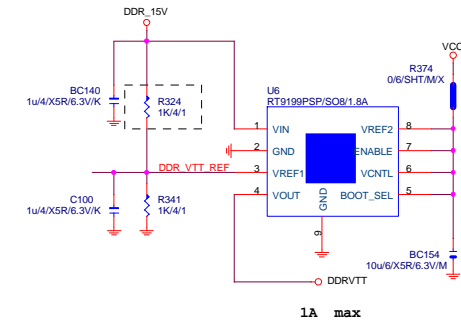 DDR_15V
VCC
R374
0/6/SHT/M/X
BC140
1u/4/X5R/6.3V/K
R324
1K/4/1
U6
RT9199PSP/SO8/1.8A
1 VIN VREF2 8
2 GND ENABLE 7
DDR_VTT_REF 3 VREF1 VCNTL 6
4 VOUT BOOT_SEL 5
GND
9
C100
1u/4/X5R/6.3V/K
R341
1K/4/1
BC154
10u/6/X5R/6.3V/M
DDRVTT
1A max